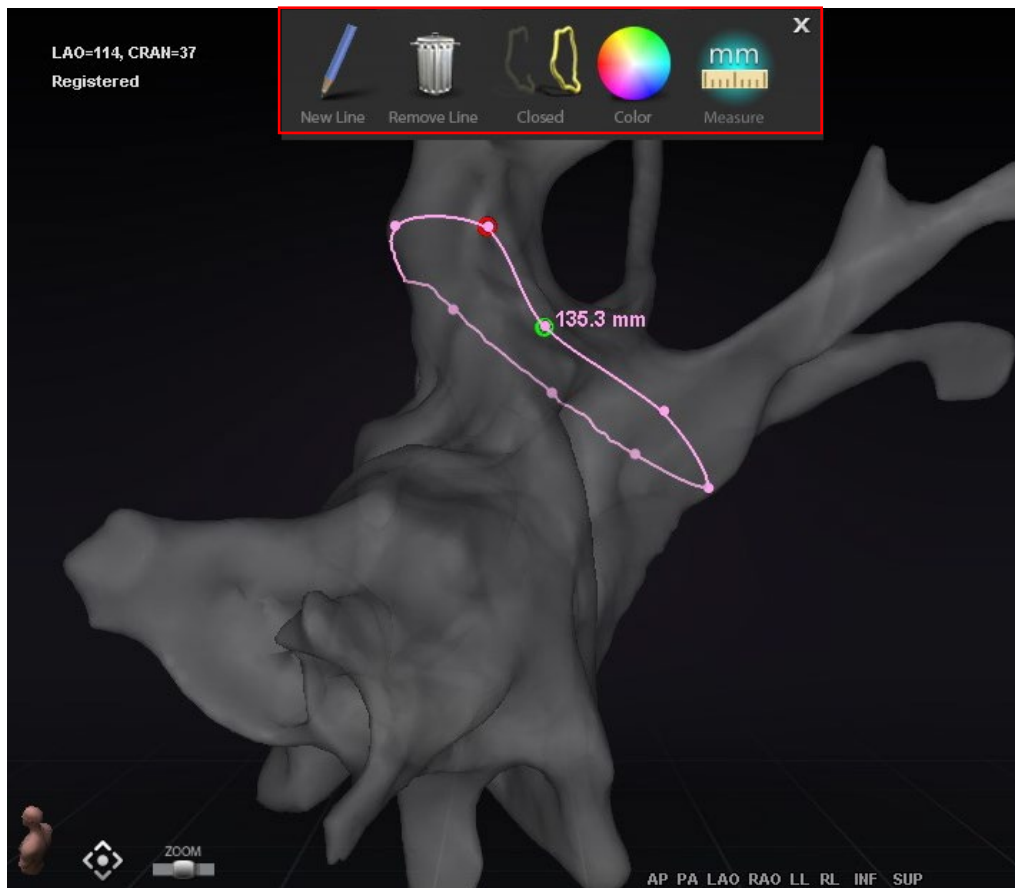 LAO=114, CRAN=37
Registered
X
mm
New Line Remove Line Closed Color Measure
135.3 mm
ZOOM
AP PA LAO RAO LL RL INF SUP